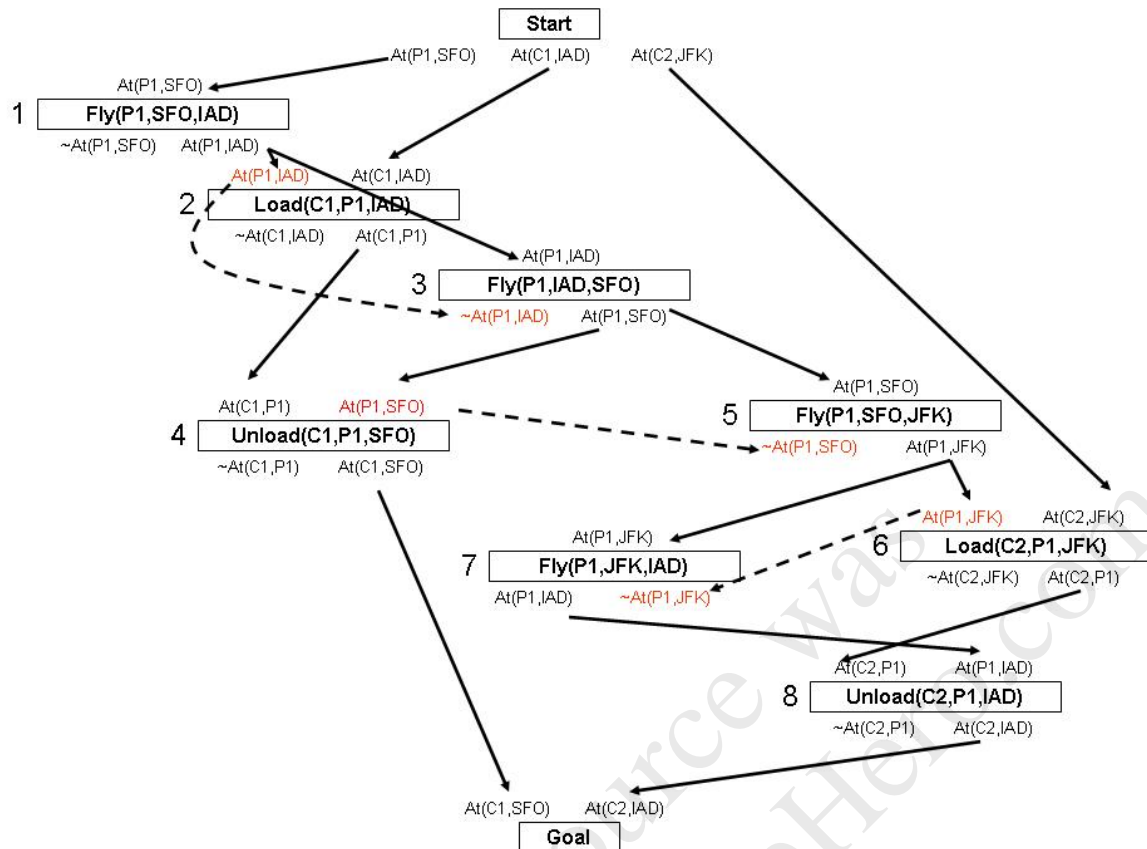 Start
At(P1,SFO) At(C1,IAD) At(C2,JFK)
At(P1,SFO)
1 Fly(P1,SFO,IAD)
~At(P1,SFO) At(P1,IAD)
At(P1,IAD) At(C1,IAD)
2 Load(C1,P1,IAD)
~At(C1,IAD) At(C1,P1)
At(P1,IAD)
3 Fly(P1,IAD,SFO)
~At(P1,IAD) At(P1,SFO)
At(C1,P1) At(P1,SFO)
4 Unload(C1,P1,SFO)
~At(C1,P1) At(C1,SFO)
At(P1,SFO)
5 Fly(P1,SFO,JFK)
~At(P1,SFO) At(P1,JFK)
At(P1,JFK) At(C2,JFK)
6 Load(C2,P1,JFK)
~At(C2,JFK) At(C2,P1)
At(P1,JFK)
7 Fly(P1,JFK,IAD)
At(P1,IAD) ~At(P1,JFK)
At(C2,P1) At(P1,IAD)
8 Unload(C2,P1,IAD)
~At(C2,P1) At(C2,IAD)
At(C1,SFO) At(C2,IAD)
Goal
was